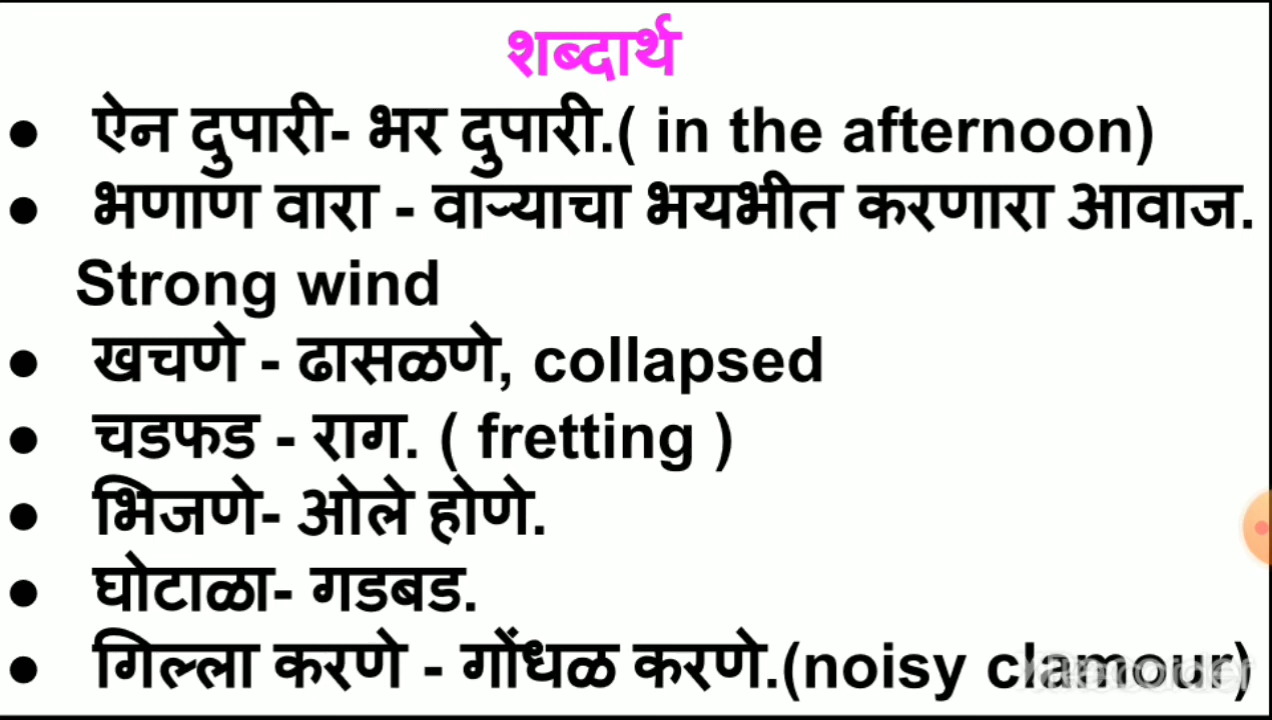 शब्दार्थ
● ऐन दुपारी- भर दुपारी.( in the afternoon)
● भणाण वारा - वाऱ्याचा भयभीत करणारा आवाज.
Strong wind
● खचणे - ढासळणे, collapsed
● चडफड - राग. ( fretting )
● भिजणे- ओले होणे.
● घोटाळा- गडबड.
● गिल्ला करणे - गोंधळ करणे.(noisy clamour)